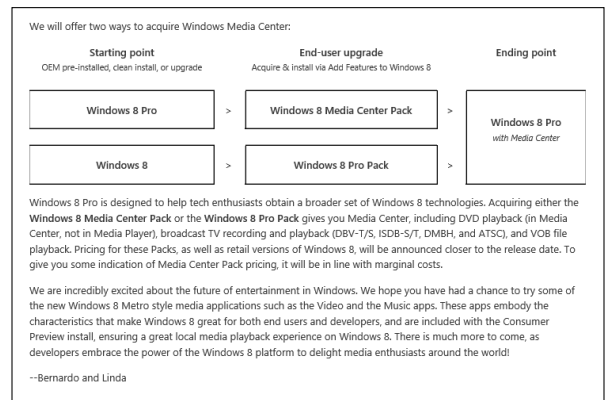 We will offer two ways to acquire Windows Media Center:
Starting point End-user upgrade Ending point
OEM pre-installed, clean install, or upgrade Acquire & install via Add Features to Windows 8
Windows 8 Pro > Windows 8 Media Center Pack >
Windows 8 Pro
with Media Center
Windows 8 > Windows 8 Pro Pack >
Windows 8 Pro is designed to help tech enthusiasts obtain a broader set of Windows 8 technologies. Acquiring either the
Windows 8 Media Center Pack or the Windows 8 Pro Pack gives you Media Center, including DVD playback (in Media
Center, not in Media Player), broadcast TV recording and playback (DBV-T/S, ISDB-S/T, DMBH, and ATSC), and VOB file
playback. Pricing for these Packs, as well as retail versions of Windows 8, will be announced closer to the release date. To
give you some indication of Media Center Pack pricing, it will be in line with marginal costs.
We are incredibly excited about the future of entertainment in Windows. We hope you have had a chance to try some of
the new Windows 8 Metro style media applications such as the Video and the Music apps. These apps embody the
characteristics that make Windows 8 great for both end users and developers, and are included with the Consumer
Preview install, ensuring a great local media playback experience on Windows 8. There is much more to come, as
developers embrace the power of the Windows 8 platform to delight media enthusiasts around the world!
--Bernardo and Linda